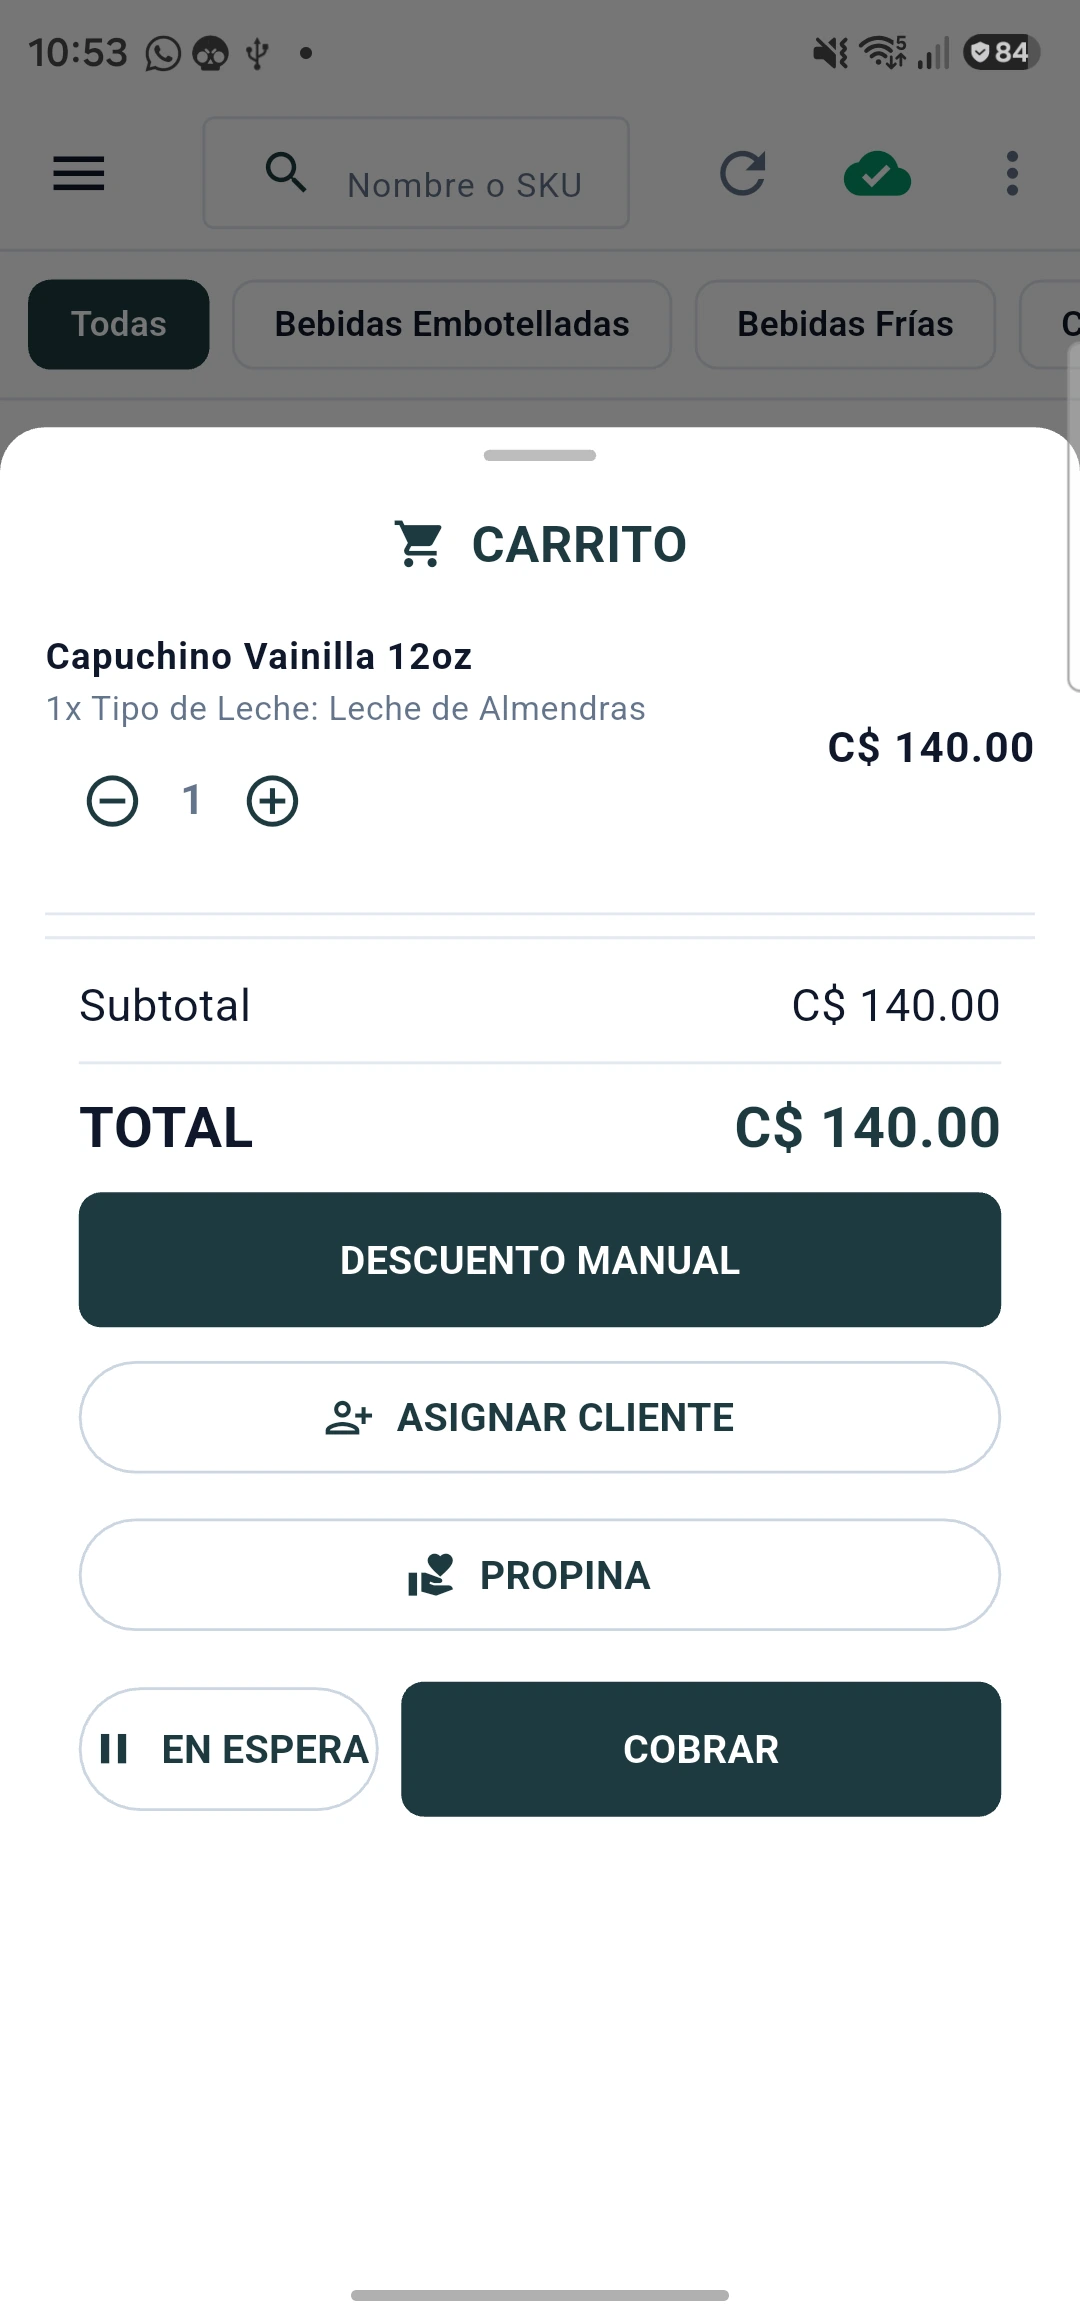 10:53
5
84
Nombre o SKU
Todas
Bebidas Embotelladas
Bebidas Frías
CARRITO
Capuchino Vainilla 12oz
1x Tipo de Leche: Leche de Almendras
C$ 140.00
1
Subtotal
C$ 140.00
TOTAL
C$ 140.00
DESCUENTO MANUAL
ASIGNAR CLIENTE
PROPINA
EN ESPERA
COBRAR